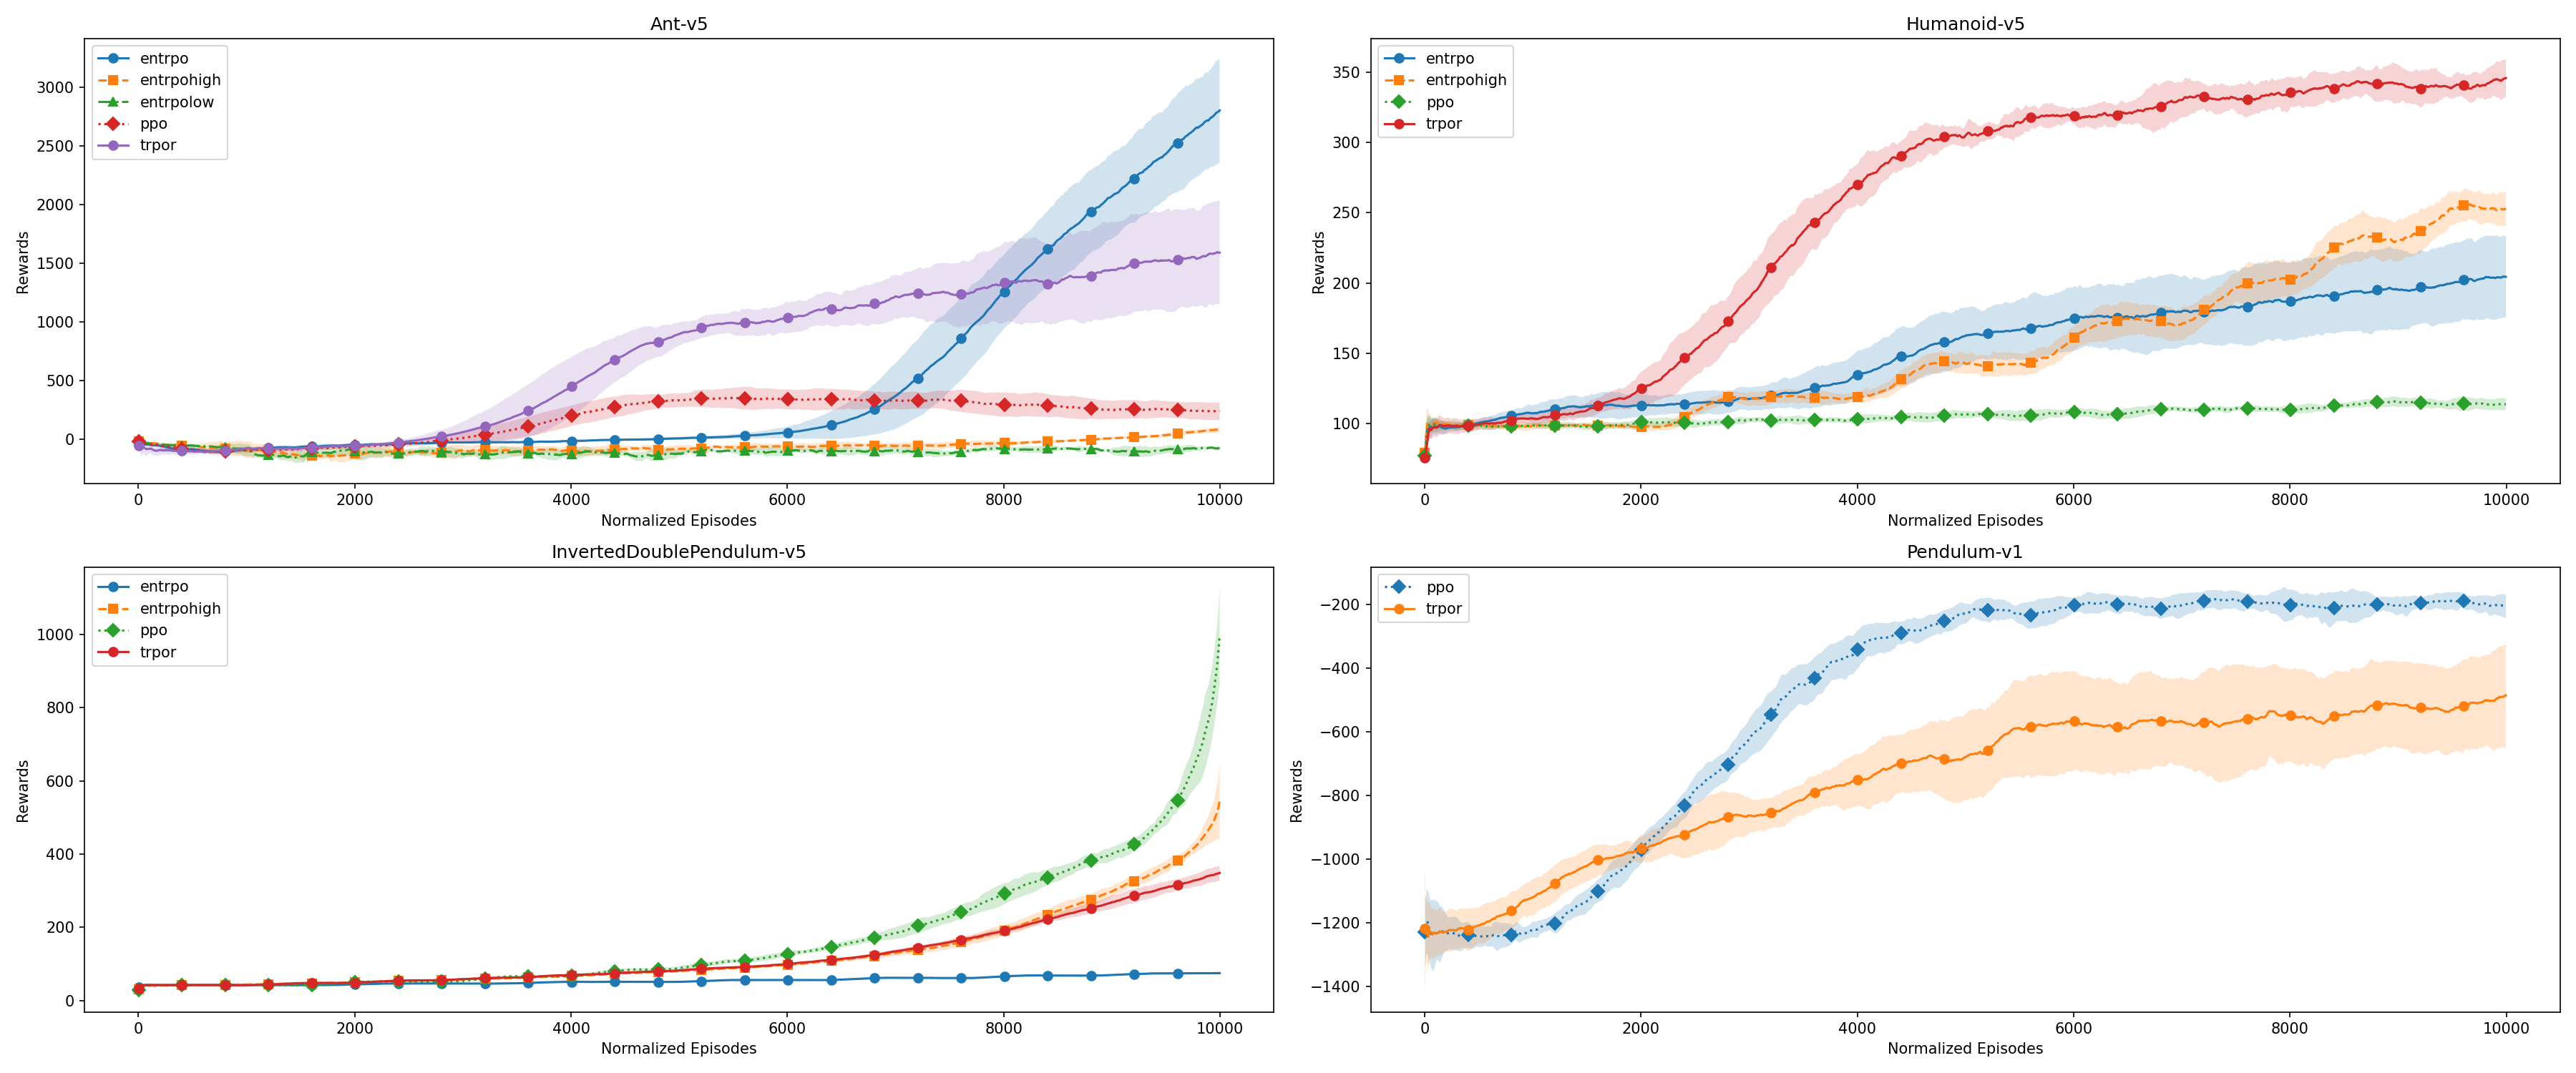 Ant-v5
entrpo
entrpohigh
entrpolow
ppo
trpor
3000
2500
2000
1500
1000
500
0
Rewards
0 2000 4000 6000 8000 10000
Normalized Episodes
Humanoid-v5
entrpo
entrpohigh
ppo
trpor
350
300
250
200
150
100
Rewards
0 2000 4000 6000 8000 10000
Normalized Episodes
InvertedDoublePendulum-v5
entrpo
entrpohigh
ppo
trpor
1000
800
600
400
200
0
Rewards
0 2000 4000 6000 8000 10000
Normalized Episodes
Pendulum-v1
ppo
trpor
−200
−400
−600
−800
−1000
−1200
−1400
Rewards
0 2000 4000 6000 8000 10000
Normalized Episodes